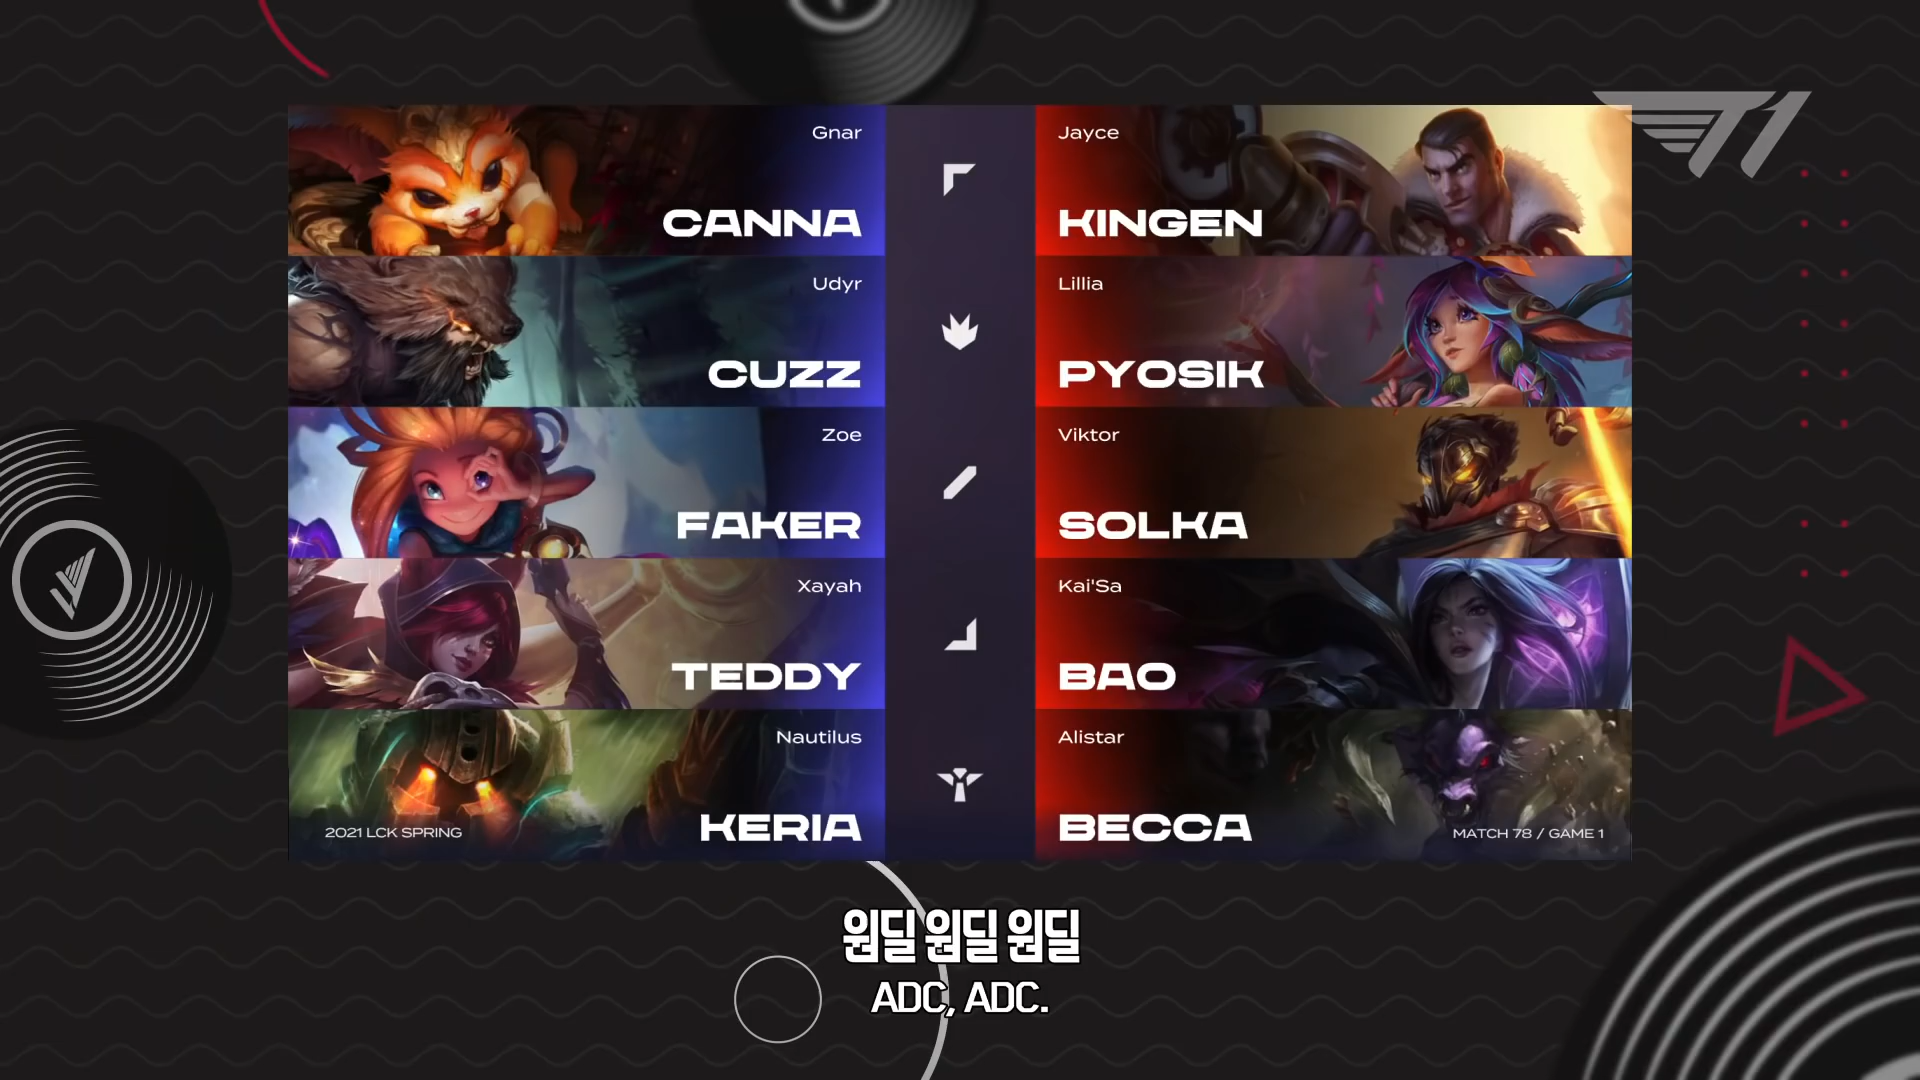 Gnar
CANNA
Jayce
KINGEN
Udyr
CUZZ
Lillia
PYOSIK
Zoe
FAKER
Viktor
SOLKA
Xayah
TEDDY
Kai'Sa
BAO
Nautilus
KERIA
Alistar
BECCA
2021 LCK SPRING
MATCH 78 / GAME 1
T1
원딜 원딜 원딜
ADC, ADC.